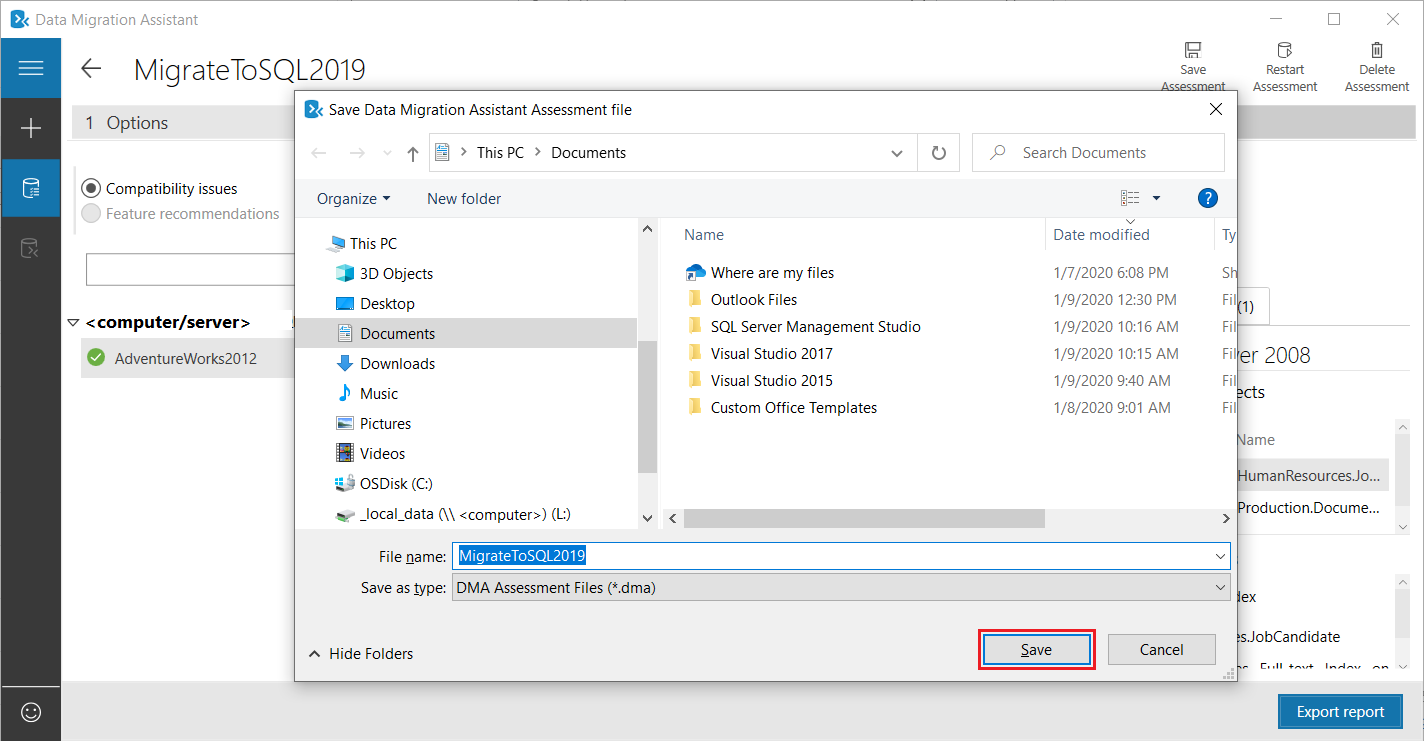 Data Migration Assistant
MigrateToSQL2019
Save Assessment
Restart Assessment
Delete Assessment
1 Options
Compatibility issues
Feature recommendations
<computer/server>
AdventureWorks2012
Save Data Migration Assistant Assessment file
This PC > Documents
Search Documents
Organize
New folder
?
This PC
3D Objects
Desktop
Documents
Downloads
Music
Pictures
Videos
OSDisk (C:)
_local_data (\\ <computer>) (L:)
Name Date modified Ty
Where are my files 1/7/2020 6:08 PM Sh
Outlook Files 1/9/2020 12:30 PM Fil
SQL Server Management Studio 1/9/2020 10:16 AM Fil
Visual Studio 2017 1/9/2020 10:15 AM Fil
Visual Studio 2015 1/9/2020 9:40 AM Fil
Custom Office Templates 1/8/2020 9:01 AM Fil
File name: MigrateToSQL2019
Save as type: DMA Assessment Files (*.dma)
Hide Folders
Save
Cancel
(1)
er 2008
ects
Name
HumanResources.Jo...
Production.Docume...
dex
s.JobCandidate
Full-text Index on
Export report